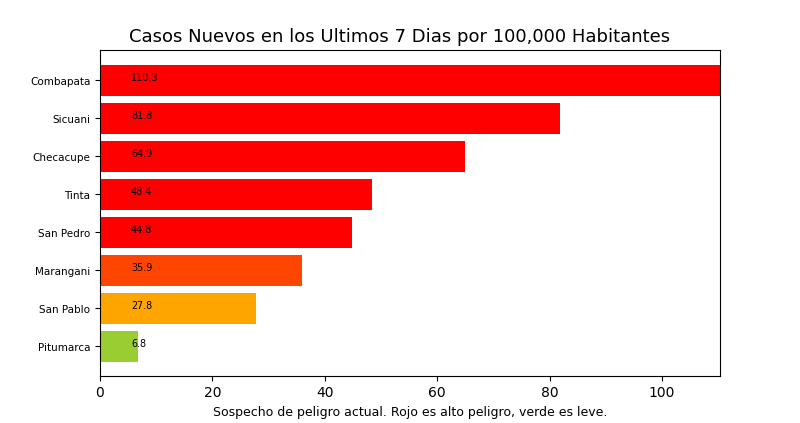 Casos Nuevos en los Ultimos 7 Dias por 100,000 Habitantes
Combapata 110.3
Sicuani 81.8
Checacupe 64.9
Tinta 48.4
San Pedro 44.8
Marangani 35.9
San Pablo 27.8
Pitumarca 6.8
0 20 40 60 80 100
Sospecho de peligro actual. Rojo es alto peligro, verde es leve.